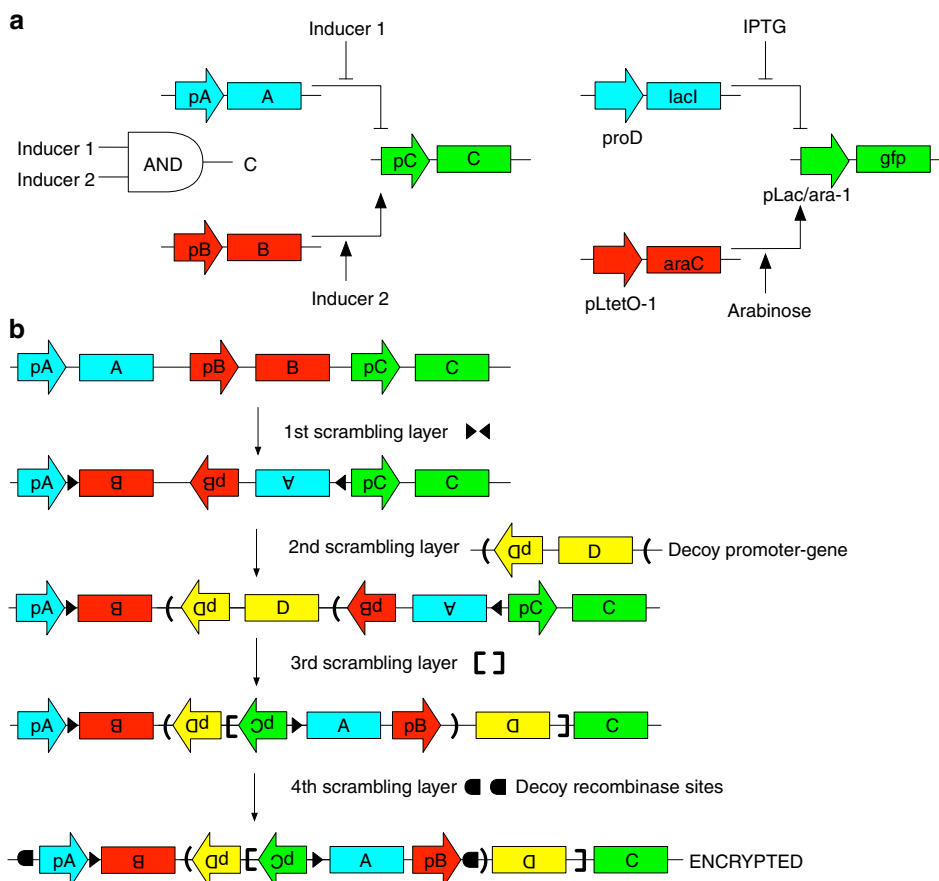 a
Inducer 1
IPTG
pA A
lacI
proD
Inducer 1
Inducer 2
AND
C
pC C
gfp
pLac/ara-1
pB B
araC
Inducer 2
pLtetO-1
Arabinose
b
pA A pB B pC C
1st scrambling layer
pA B pB A pC C
2nd scrambling layer ( pD D ( Decoy promoter-gene
pA B ( pD D ( pB A pC C
3rd scrambling layer [ ]
pA B ( pD [ pC A pB ) D ] C
4th scrambling layer Decoy recombinase sites
pA B ( pD [ pC A pB ) D ] C ENCRYPTED